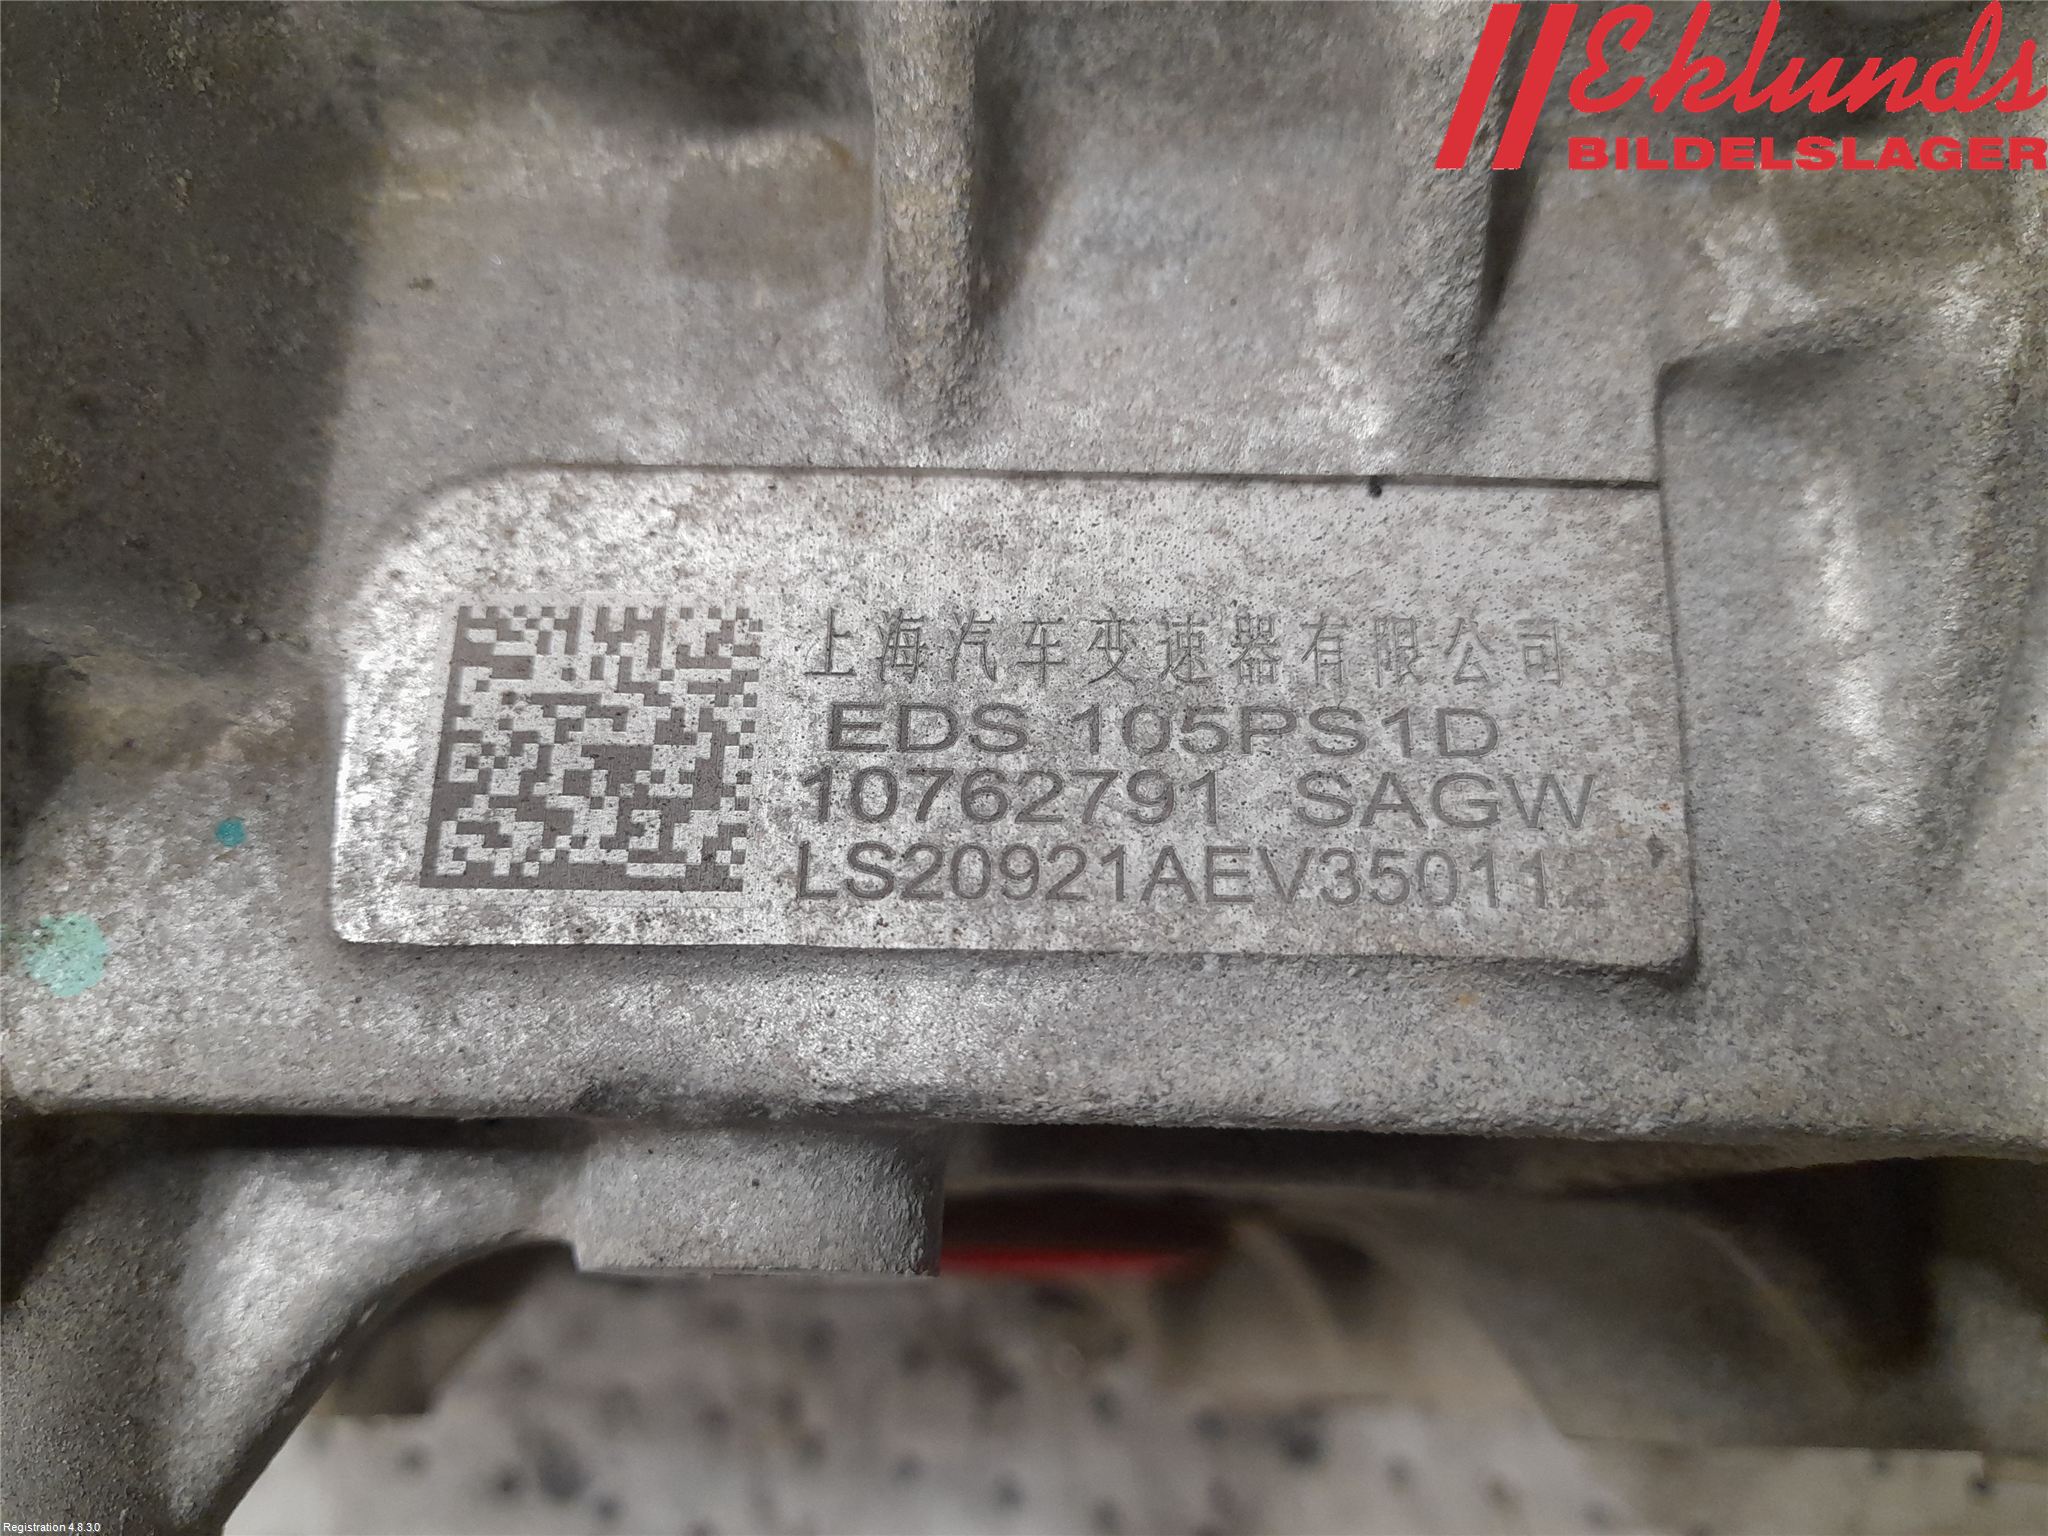 Eklunds
BILDELSLAGER
上海汽车变速器有限公司
EDS 105PS1D
10762791 SAGW
LS20921AEV350112
Registration 4.8.3.0